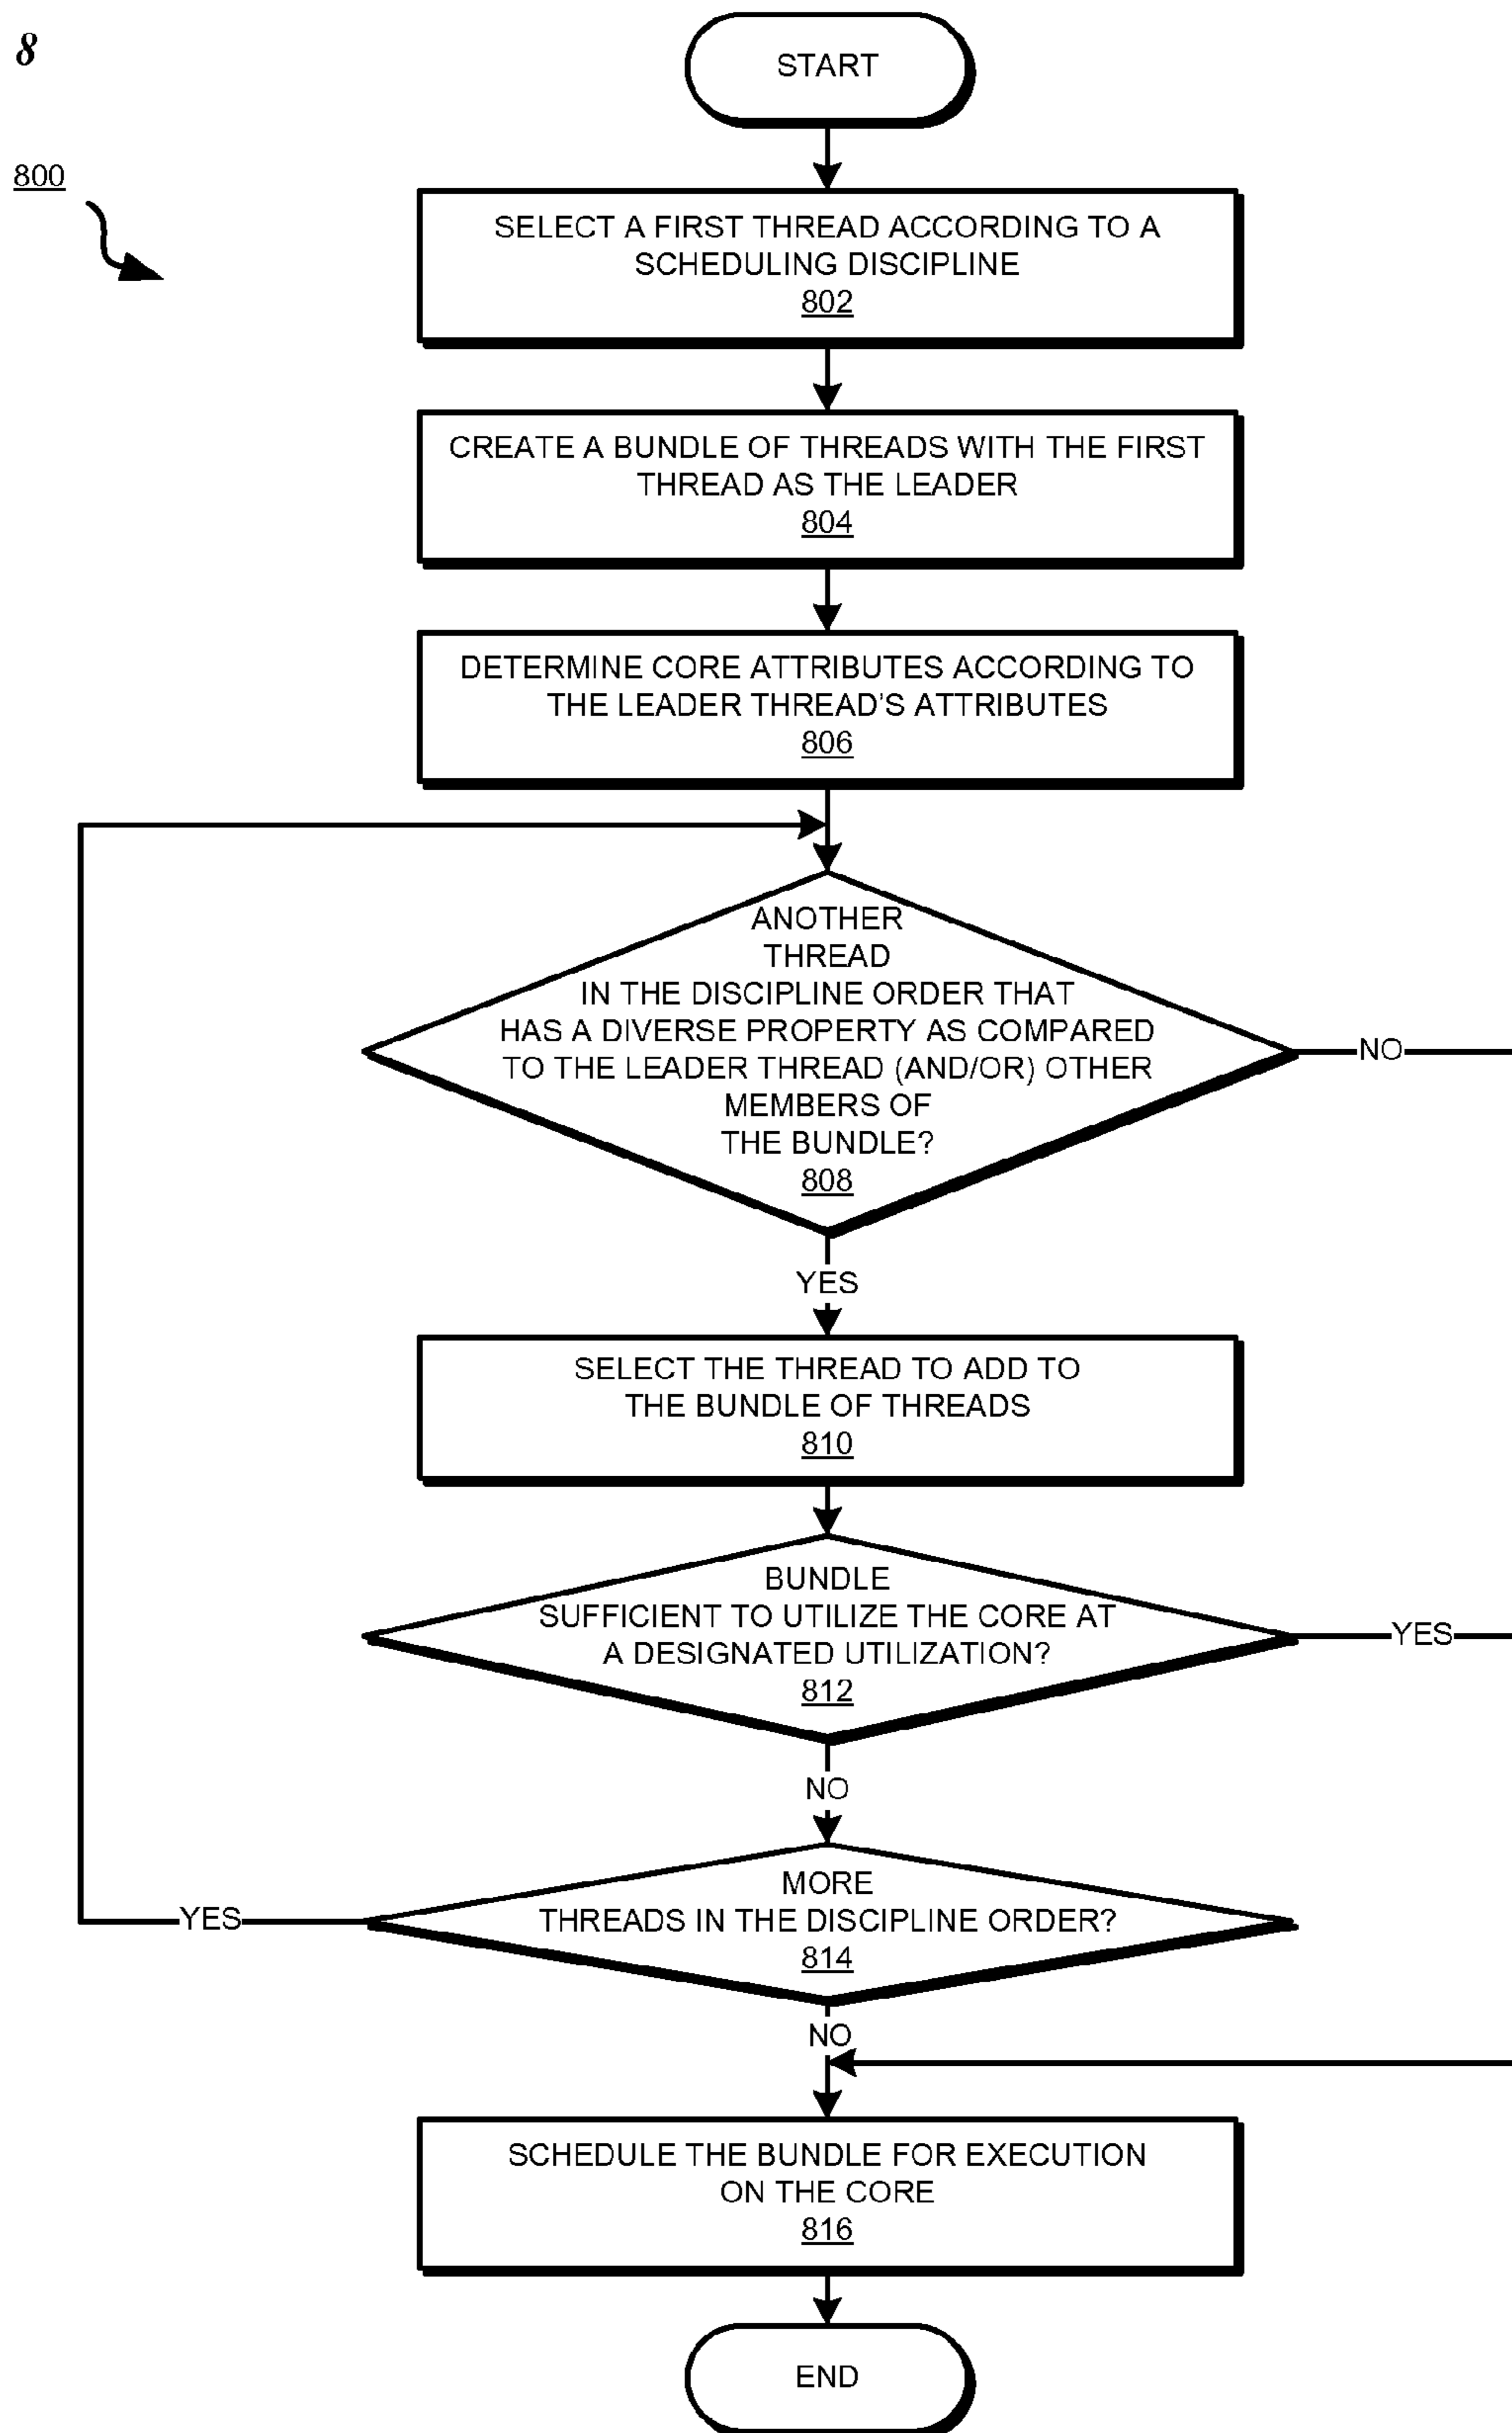 8
800
START
SELECT A FIRST THREAD ACCORDING TO A
SCHEDULING DISCIPLINE
802
CREATE A BUNDLE OF THREADS WITH THE FIRST
THREAD AS THE LEADER
804
DETERMINE CORE ATTRIBUTES ACCORDING TO
THE LEADER THREAD'S ATTRIBUTES
806
ANOTHER
THREAD
IN THE DISCIPLINE ORDER THAT
HAS A DIVERSE PROPERTY AS COMPARED
TO THE LEADER THREAD (AND/OR) OTHER
MEMBERS OF
THE BUNDLE?
808
NO
YES
SELECT THE THREAD TO ADD TO
THE BUNDLE OF THREADS
810
BUNDLE
SUFFICIENT TO UTILIZE THE CORE AT
A DESIGNATED UTILIZATION?
812
YES
NO
MORE
THREADS IN THE DISCIPLINE ORDER?
814
YES
NO
SCHEDULE THE BUNDLE FOR EXECUTION
ON THE CORE
816
END